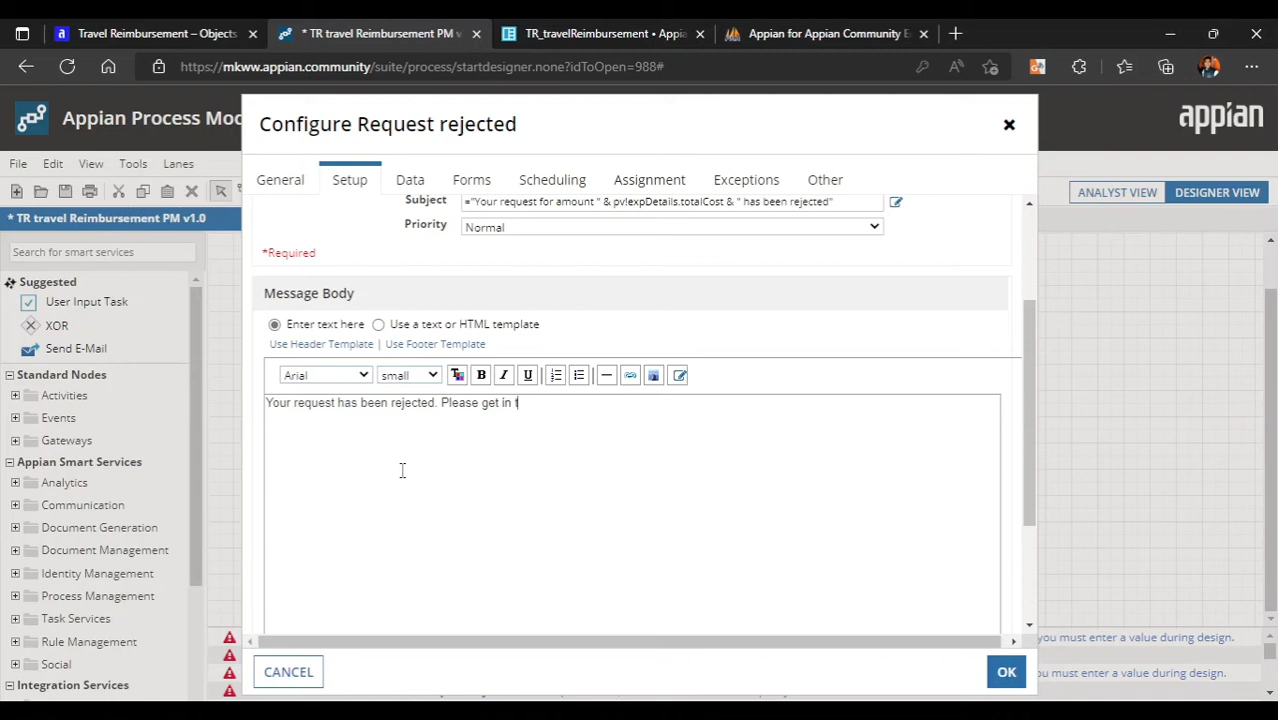 Travel Reimbursement – Objects
* TR travel Reimbursement PM v
TR_travelReimbursement • Appia
Appian for Appian Community E
https://mkww.appian.community/suite/process/startdesigner.none?idToOpen=988#
Appian Process Mod
appian
File Edit View Tools Lanes
ANALYST VIEW
DESIGNER VIEW
* TR travel Reimbursement PM v1.0
Search for smart services
Suggested
User Input Task
XOR
Send E-Mail
Standard Nodes
Activities
Events
Gateways
Appian Smart Services
Analytics
Communication
Document Generation
Document Management
Identity Management
Process Management
Task Services
Rule Management
Social
Integration Services
Configure Request rejected
General Setup Data Forms Scheduling Assignment Exceptions Other
Subject
="Your request for amount " & pv!expDetails.totalCost & " has been rejected"
Priority
Normal
*Required
Message Body
Enter text here
Use a text or HTML template
Use Header Template | Use Footer Template
Arial
small
B I U
Your request has been rejected. Please get in t
you must enter a value during design.
ou must enter a value during design.
CANCEL
OK